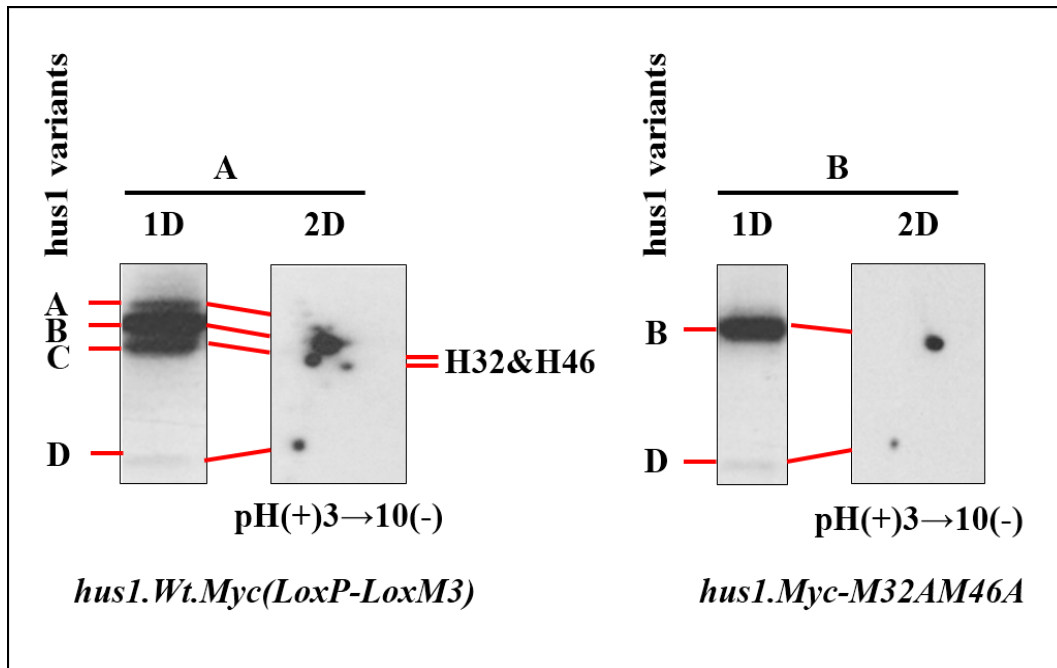 hus1 variants
A
1D 2D
A
B
C
D
H32&H46
pH(+)3→10(-)
hus1.Wt.Myc(LoxP-LoxM3)
hus1 variants
B
1D 2D
B
D
pH(+)3→10(-)
hus1.Myc-M32AM46A